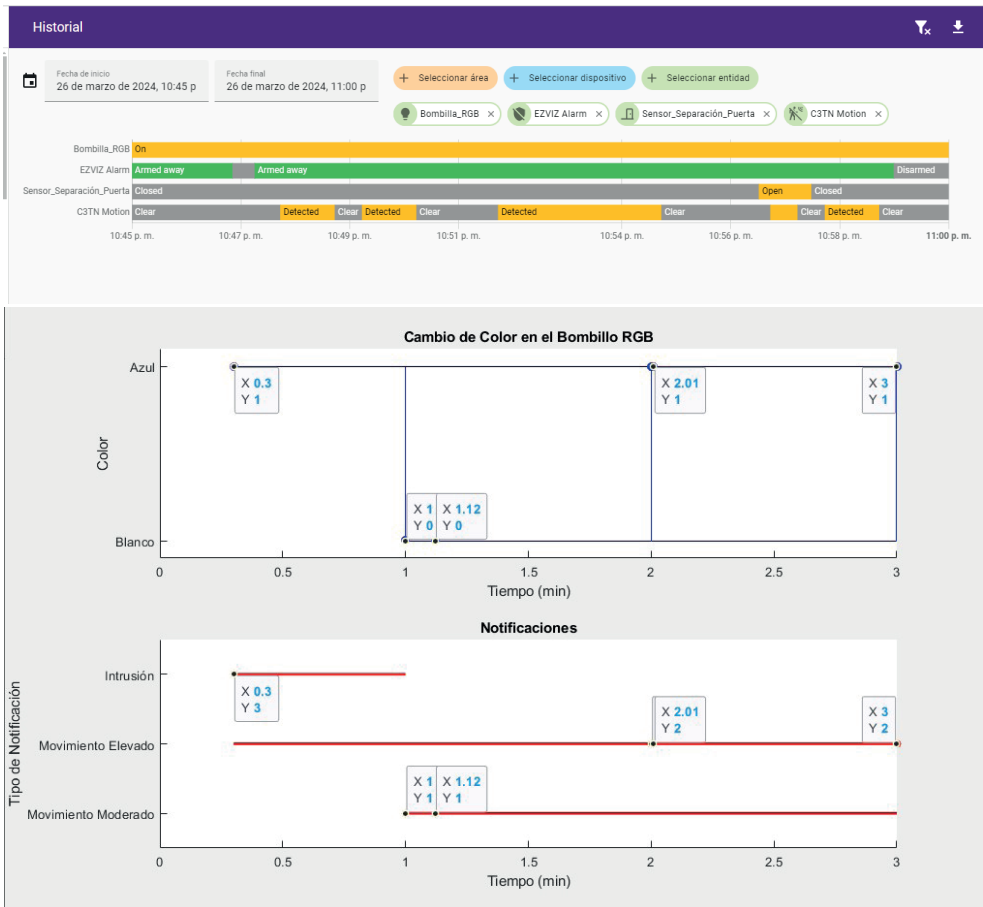 Historial
Fecha de inicio
26 de marzo de 2024, 10:45 p
Fecha final
26 de marzo de 2024, 11:00 p
+ Seleccionar área
+ Seleccionar dispositivo
+ Seleccionar entidad
Bombilla_RGB ×
EZVIZ Alarm ×
Sensor_Separación_Puerta ×
C3TN Motion ×
Bombilla_RGB On
EZVIZ Alarm Armed away Armed away Disarmed
Sensor_Separación_Puerta Closed Open Closed
C3TN Motion Clear Detected Clear Detected Clear Detected Clear Clear Detected Clear
10:45 p. m. 10:47 p. m. 10:49 p. m. 10:51 p. m. 10:54 p. m. 10:56 p. m. 10:58 p. m. 11:00 p. m.
Cambio de Color en el Bombillo RGB
Color
Azul
X 0.3
Y 1
X 2.01
Y 1
X 3
Y 1
X 1
Y 0
X 1.12
Y 0
Blanco
0 0.5 1 1.5 2 2.5 3
Tiempo (min)
Notificaciones
Tipo de Notificación
Intrusión
X 0.3
Y 3
X 2.01
Y 2
X 3
Y 2
Movimiento Elevado
X 1
Y 1
X 1.12
Y 1
Movimiento Moderado
0 0.5 1 1.5 2 2.5 3
Tiempo (min)